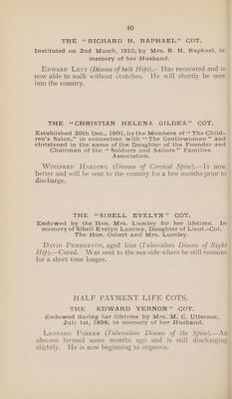 60
THE "RICHARD H. RAPHAEL" COT.
Instituted on 2nd March, 1910, by Mrs. R. H. Raphael, in
memory of her Husband.
EDWARD LEVY (Disease of both Hips).— Has recovered and is
now able to walk without crutches. He will shortly be sent
into the country.
THE "CHRISTIAN HELENA GILDEA" COT.
Established 20th Dec., 1901, by the Members of "The Child-
ren's Salon," in connection with "The Gentlewoman" and
christened in the name of the Daughter of the Founder and
Chairman of the "Soldiers and Sailors" Families
Association.
WINIFRED HARDING (Disease of Cervical Spine).—Is now
better and will be sent to the country for a few months prior to
discharge.
THE "SIBELL EVELYN" COT.
Endowed by the Hon. Mrs. Lumley for her lifetime. In
memory of Sibell Evelyn Lumley, Daughter of Lieut.-Col.
The Hon. Osbert and Mrs. Lumley.
DAVID PEMBERTON, aged four (Tuberculous Disease of Right
Hip).—Cured. Was sent to the sea-side where he still remains
for a short time longer.
HALF PAYMENT LIFE COTS.
THE EDWARD VERNON" COT.
Endowed during her lifetime by Mrs. M. C. Utterson,
July 1st, 1898, in memory of her Husband.
LEONARD PARKER (Tuberculous Disease of the Spine).—An
abscess formed some months ago and is still discharging
slightly. He is now beginning to improve.